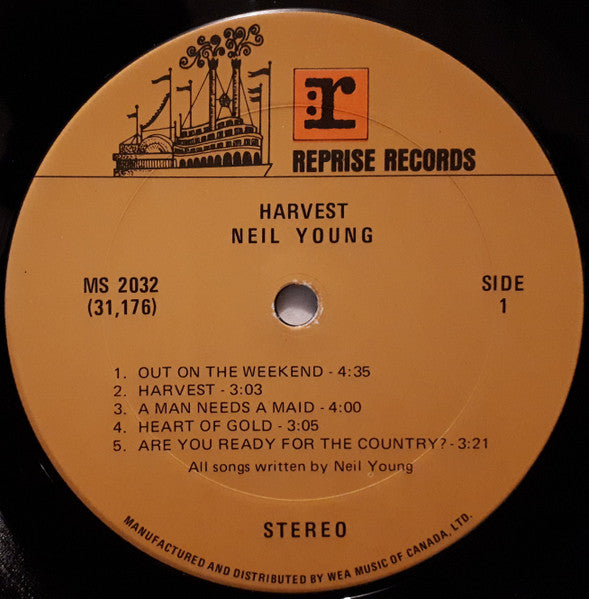 r
REPRISE RECORDS
HARVEST
NEIL YOUNG
MS 2032
(31,176)
SIDE
1
1. OUT ON THE WEEKEND - 4:35
2. HARVEST - 3:03
3. A MAN NEEDS A MAID - 4:00
4. HEART OF GOLD - 3:05
5. ARE YOU READY FOR THE COUNTRY? - 3:21
All songs written by Neil Young
STEREO
MANUFACTURED AND DISTRIBUTED BY WEA MUSIC OF CANADA, LTD.